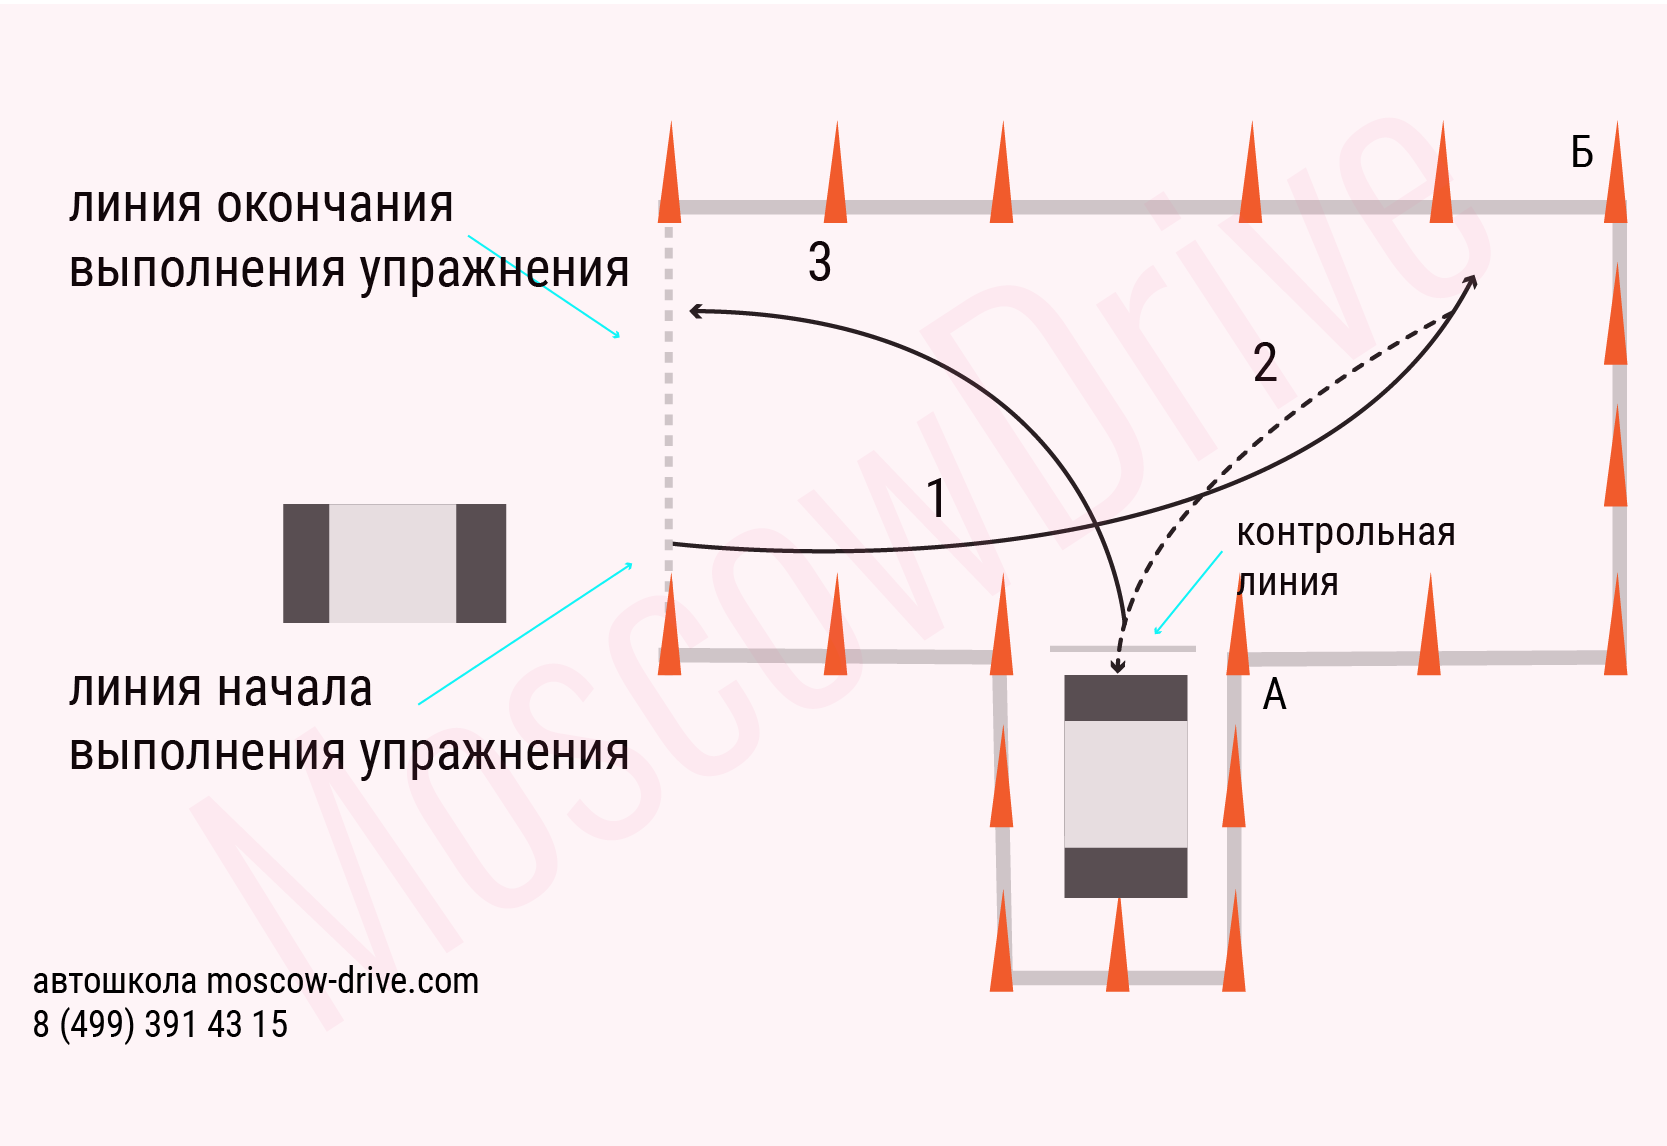 Б
линия окончания
выполнения упражнения
3
2
1
контрольная
линия
линия начала
выполнения упражнения
А
MoscowDrive
автошкола moscow-drive.com
8 (499) 391 43 15